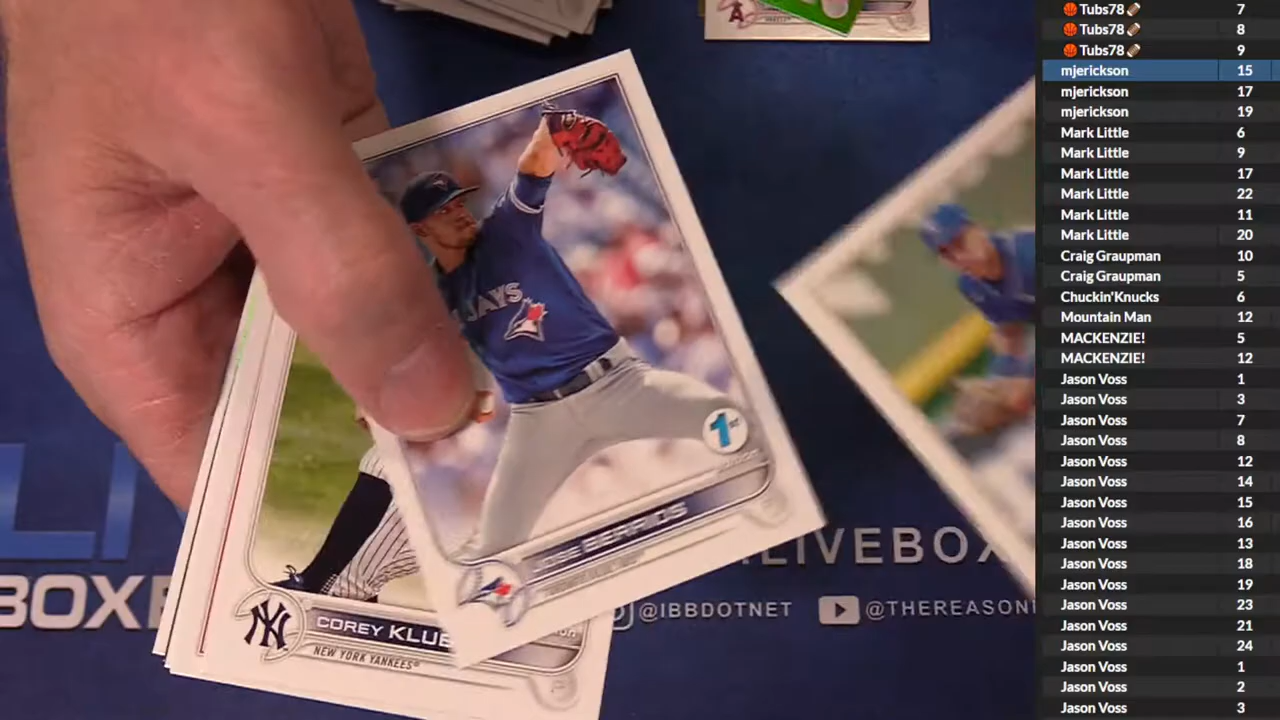 Tubs78 7
Tubs78 8
Tubs78 9
mjerickson 15
mjerickson 17
mjerickson 19
Mark Little 6
Mark Little 9
Mark Little 17
Mark Little 22
Mark Little 11
Mark Little 20
Craig Graupman 10
Craig Graupman 5
Chuckin'Knucks 6
Mountain Man 12
MACKENZIE! 5
MACKENZIE! 12
Jason Voss 1
Jason Voss 3
Jason Voss 7
Jason Voss 8
Jason Voss 12
Jason Voss 14
Jason Voss 15
Jason Voss 16
Jason Voss 13
Jason Voss 18
Jason Voss 19
Jason Voss 23
Jason Voss 21
Jason Voss 24
Jason Voss 1
Jason Voss 2
Jason Voss 3
A
JAYS
1st
BERRIOS
NY
COREY KLUB
NEW YORK YANKEES
LI
BOXE
LIVEBOX
@IBBDOTNET
@THEREASON